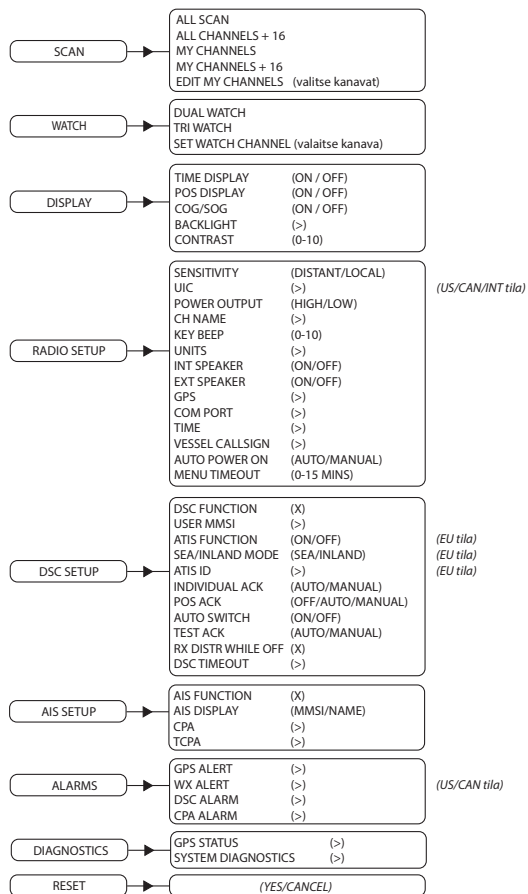 SCAN
ALL SCAN
ALL CHANNELS + 16
MY CHANNELS
MY CHANNELS + 16
EDIT MY CHANNELS (valitse kanavat)
WATCH
DUAL WATCH
TRI WATCH
SET WATCH CHANNEL (valaitse kanava)
DISPLAY
TIME DISPLAY (ON / OFF)
POS DISPLAY (ON / OFF)
COG/SOG (ON / OFF)
BACKLIGHT (>)
CONTRAST (0-10)
RADIO SETUP
SENSITIVITY (DISTANT/LOCAL)
UIC (>) (US/CAN/INT tila)
POWER OUTPUT (HIGH/LOW)
CH NAME (>)
KEY BEEP (0-10)
UNITS (>)
INT SPEAKER (ON/OFF)
EXT SPEAKER (ON/OFF)
GPS (>)
COM PORT (>)
TIME (>)
VESSEL CALLSIGN (>)
AUTO POWER ON (AUTO/MANUAL)
MENU TIMEOUT (0-15 MINS)
DSC SETUP
DSC FUNCTION (X)
USER MMSI (>)
ATIS FUNCTION (ON/OFF) (EU tila)
SEA/INLAND MODE (SEA/INLAND) (EU tila)
ATIS ID (>) (EU tila)
INDIVIDUAL ACK (AUTO/MANUAL)
POS ACK (OFF/AUTO/MANUAL)
AUTO SWITCH (ON/OFF)
TEST ACK (AUTO/MANUAL)
RX DISTR WHILE OFF (X)
DSC TIMEOUT (>)
AIS SETUP
AIS FUNCTION (X)
AIS DISPLAY (MMSI/NAME)
CPA (>)
TCPA (>)
ALARMS
GPS ALERT (>)
WX ALERT (>) (US/CAN tila)
DSC ALARM (>)
CPA ALARM (>)
DIAGNOSTICS
GPS STATUS (>)
SYSTEM DIAGNOSTICS (>)
RESET
(YES/CANCEL)